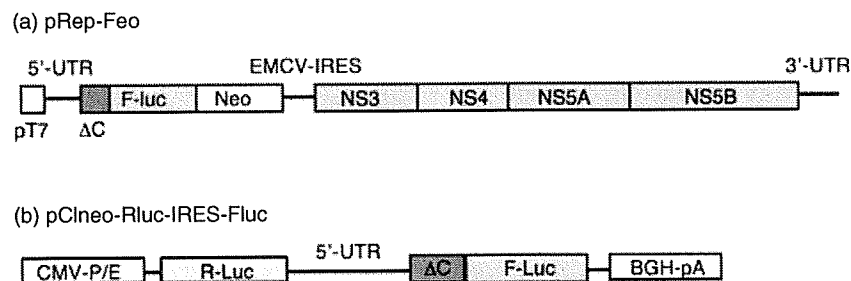 (a) pRep-Feo
5'-UTR EMCV-IRES 3'-UTR
F-luc Neo NS3 NS4 NS5A NS5B
pT7 ΔC
(b) pClneo-Rluc-IRES-Fluc
5'-UTR
CMV-P/E R-Luc ΔC F-Luc BGH-pA